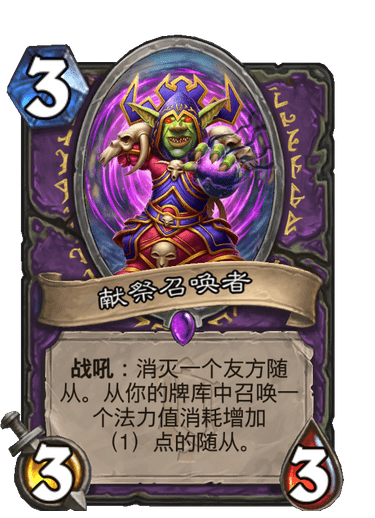 3
献祭召唤者
战吼：消灭一个友方随
从。从你的牌库中召唤一
个法力值消耗增加
（1）点的随从。
3
3